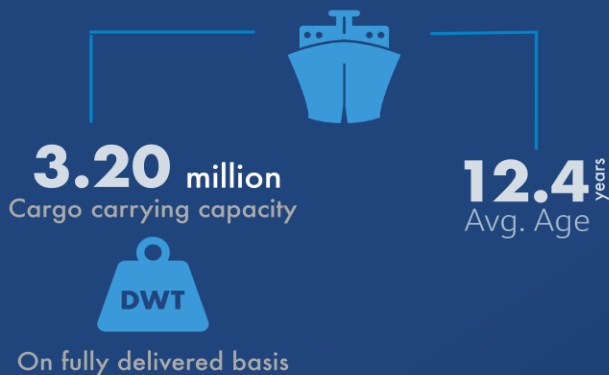 3.20 million
Cargo carrying capacity
DWT
On fully delivered basis
12.4 years
Avg. Age